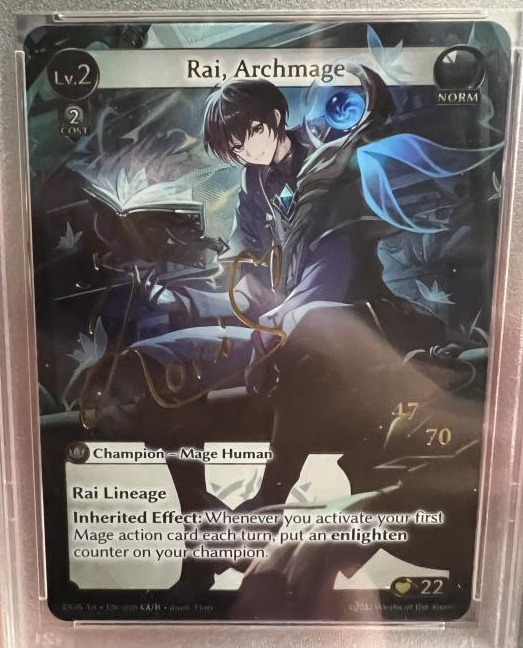 Lv.2
Rai, Archmage
NORM
2
COST
47
70
Champion – Mage Human
Rai Lineage
Inherited Effect: Whenever you activate your first
Mage action card each turn, put an enlighten
counter on your champion.
22